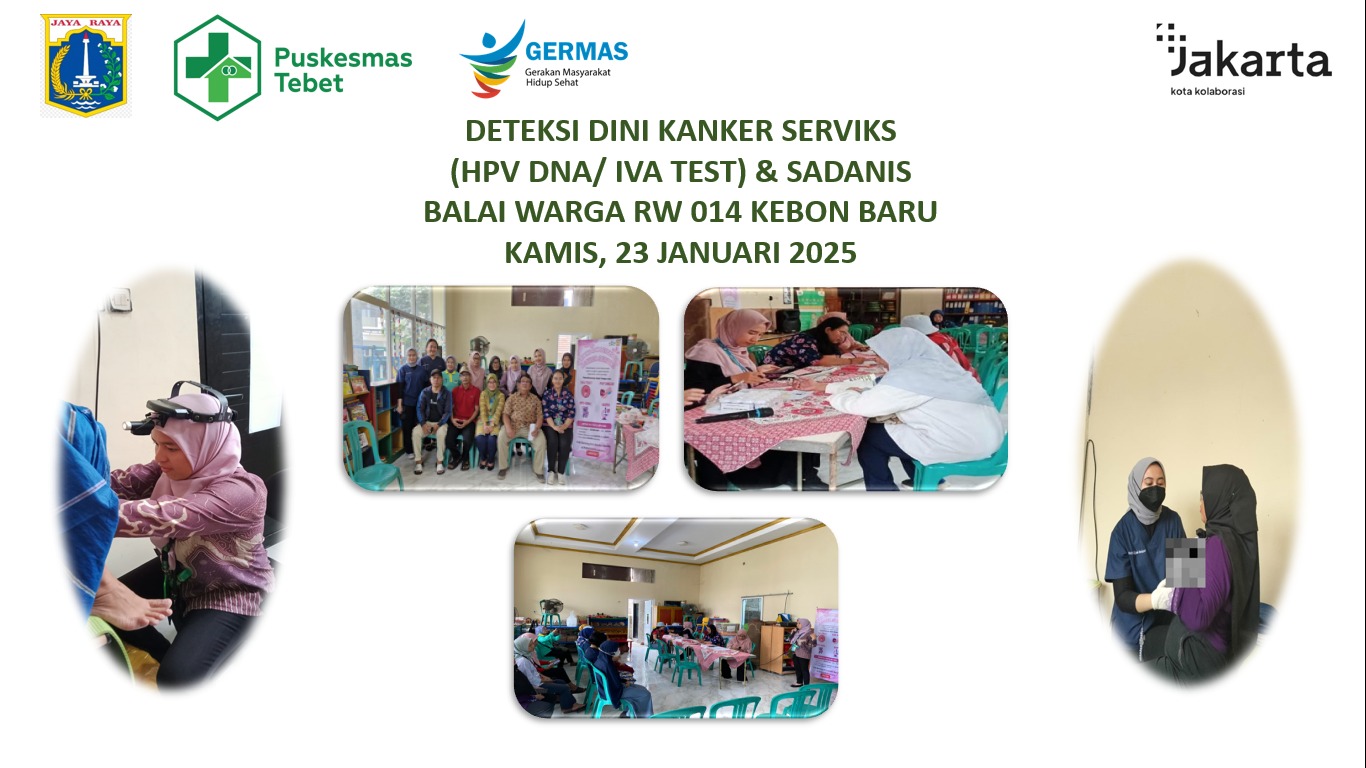 JAYA RAYA
Puskesmas
Tebet
GERMAS
Gerakan Masyarakat
Hidup Sehat
Jakarta
kota kolaborasi
DETEKSI DINI KANKER SERVIKS
(HPV DNA/ IVA TEST) & SADANIS
BALAI WARGA RW 014 KEBON BARU
KAMIS, 23 JANUARI 2025